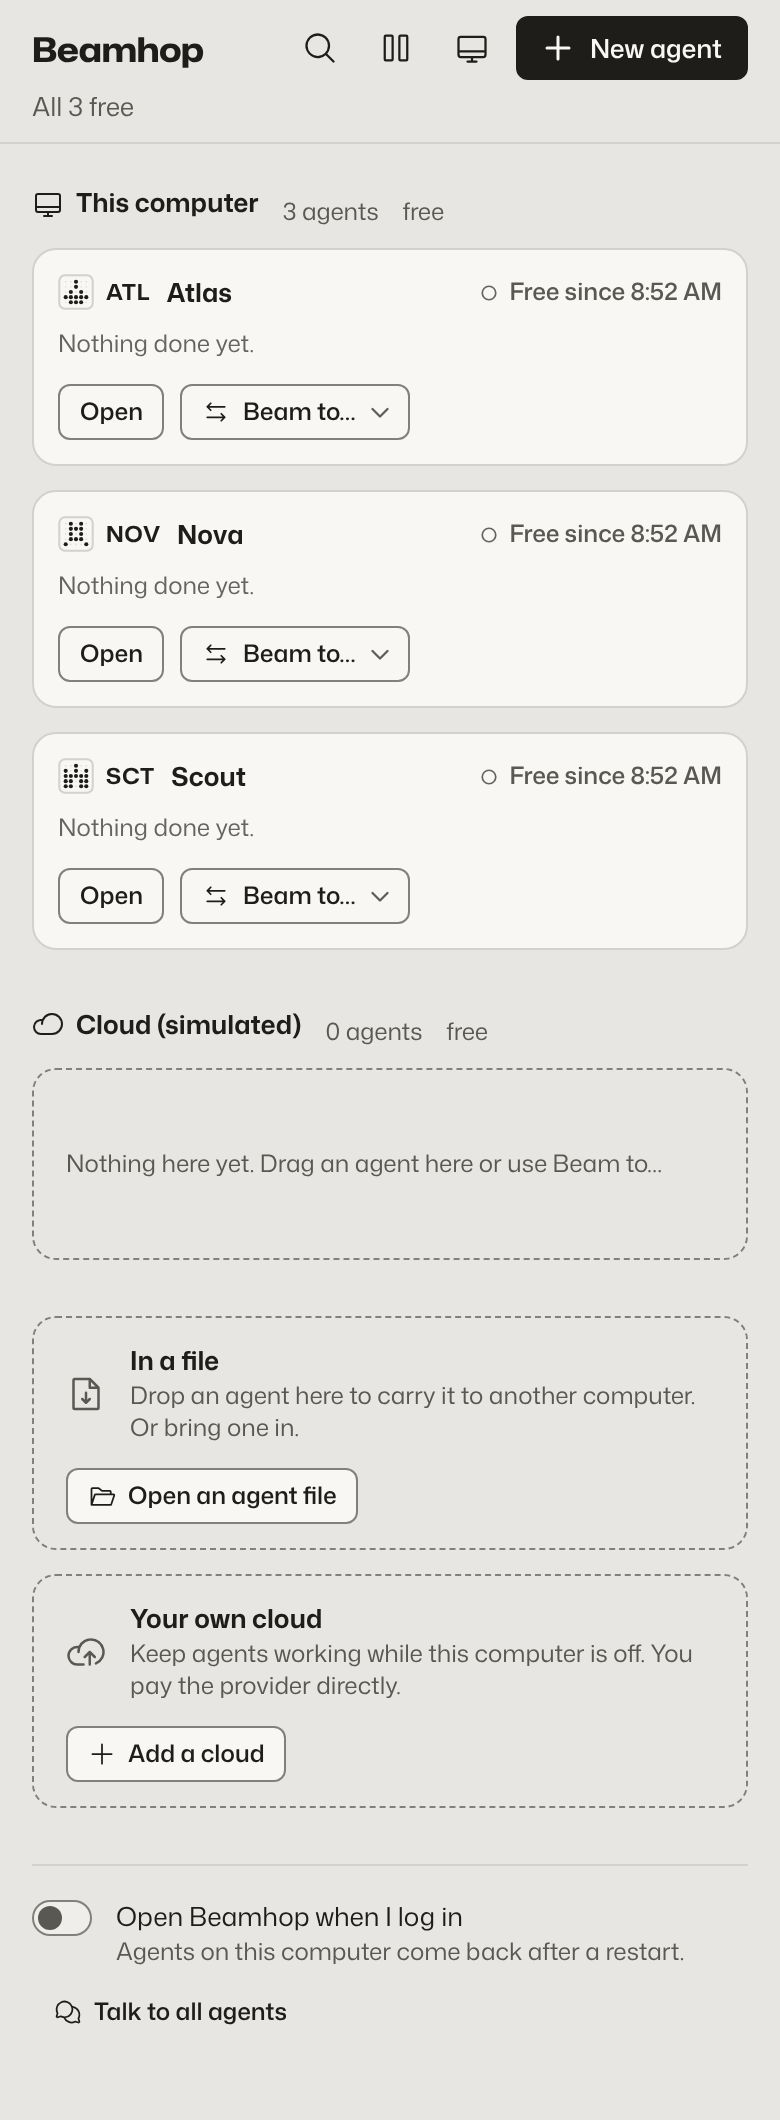 Beamhop
New agent
All 3 free
This computer 3 agents free
ATL Atlas Free since 8:52 AM
Nothing done yet.
Open Beam to...
NOV Nova Free since 8:52 AM
Nothing done yet.
Open Beam to...
SCT Scout Free since 8:52 AM
Nothing done yet.
Open Beam to...
Cloud (simulated) 0 agents free
Nothing here yet. Drag an agent here or use Beam to...
In a file
Drop an agent here to carry it to another computer.
Or bring one in.
Open an agent file
Your own cloud
Keep agents working while this computer is off. You
pay the provider directly.
Add a cloud
Open Beamhop when I log in
Agents on this computer come back after a restart.
Talk to all agents